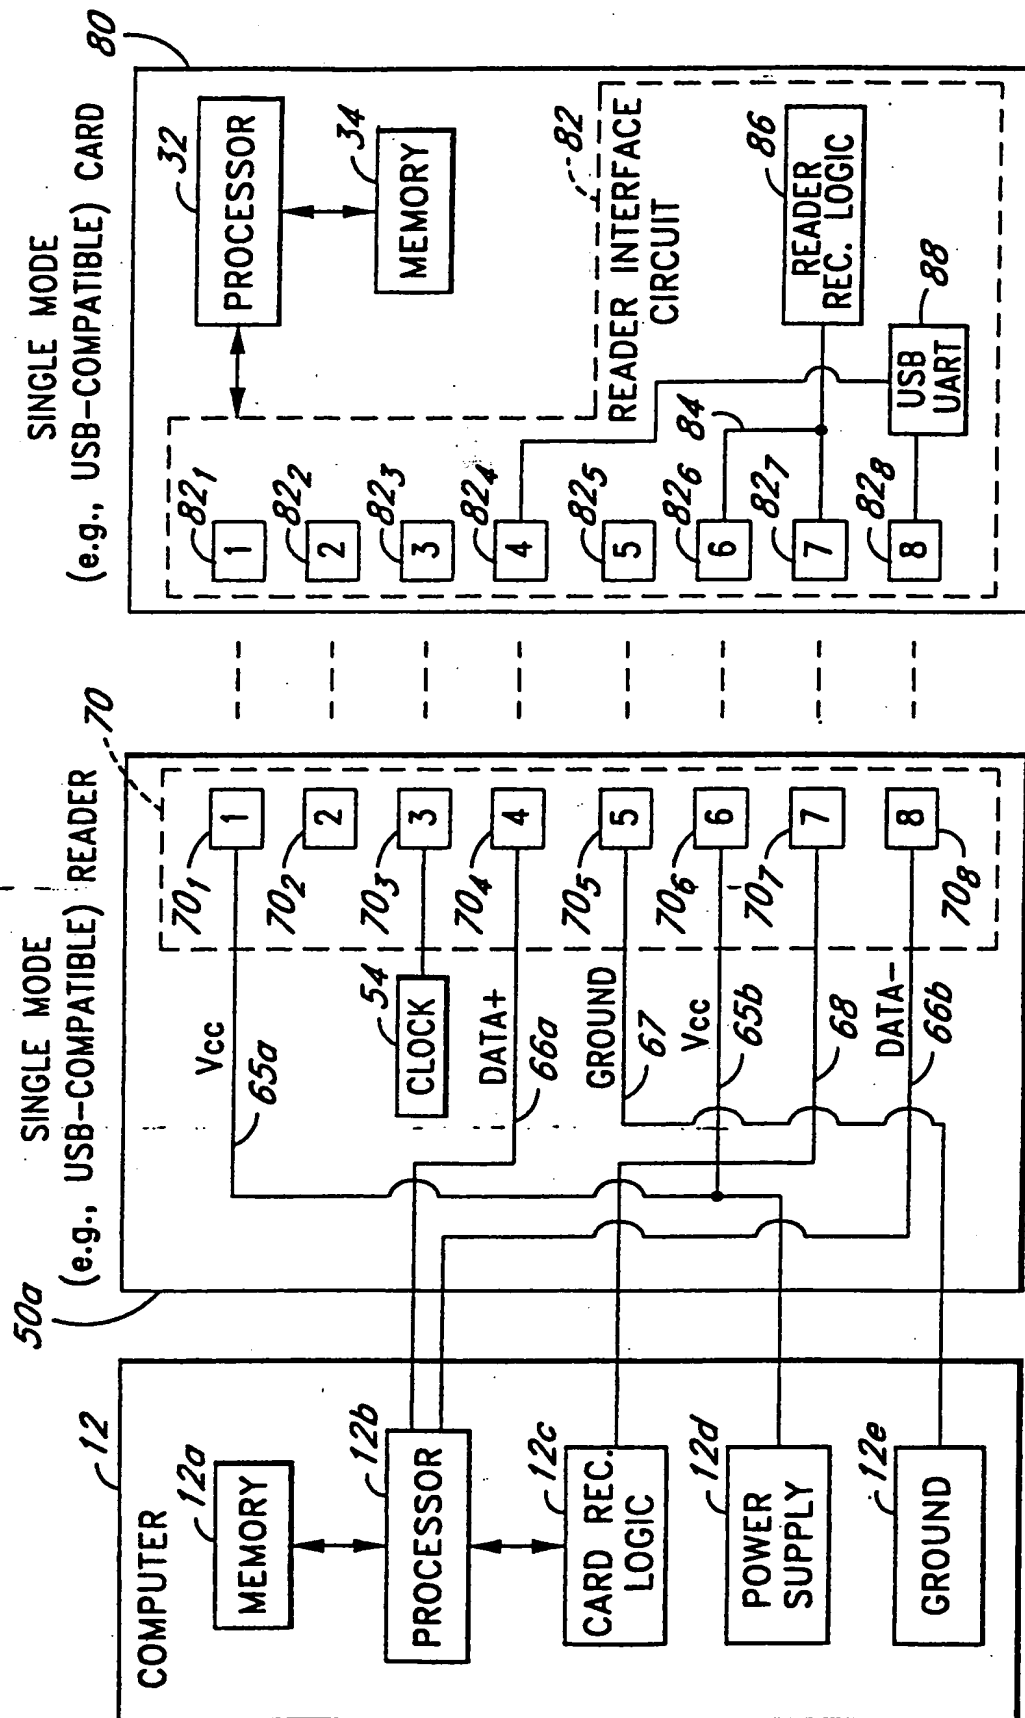 SINGLE MODE
(e.g., USB-COMPATIBLE) READER
SINGLE MODE
(e.g., USB-COMPATIBLE) CARD
12
COMPUTER
12a
MEMORY
12b
PROCESSOR
12c
CARD REC.
LOGIC
12d
POWER
SUPPLY
12e
GROUND
50a
70
Vcc
65a
54
CLOCK
DATA+
66a
GROUND
67
Vcc
65b
68
DATA-
66b
70₁
1
70₂
2
70₃
3
70₄
4
70₅
5
70₆
6
70₇
7
70₈
8
80
82₁
1
82₂
2
82₃
3
82₄
4
82₅
5
82₆
6
82₇
7
82₈
8
32
PROCESSOR
34
MEMORY
82
READER INTERFACE
CIRCUIT
84
86
READER
REC. LOGIC
88
USB
UART